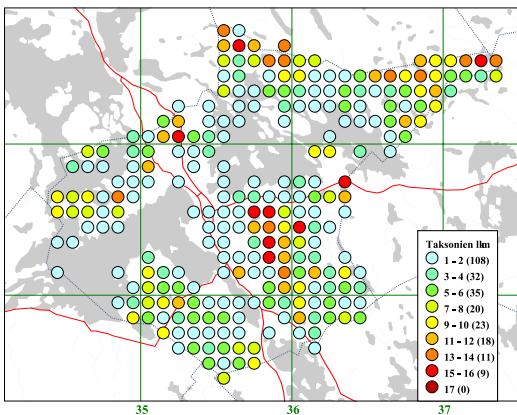 Taksonien lkm
1 - 2 (108)
3 - 4 (32)
5 - 6 (35)
7 - 8 (20)
9 - 10 (23)
11 - 12 (18)
13 - 14 (11)
15 - 16 (9)
17 (0)
35 36 37